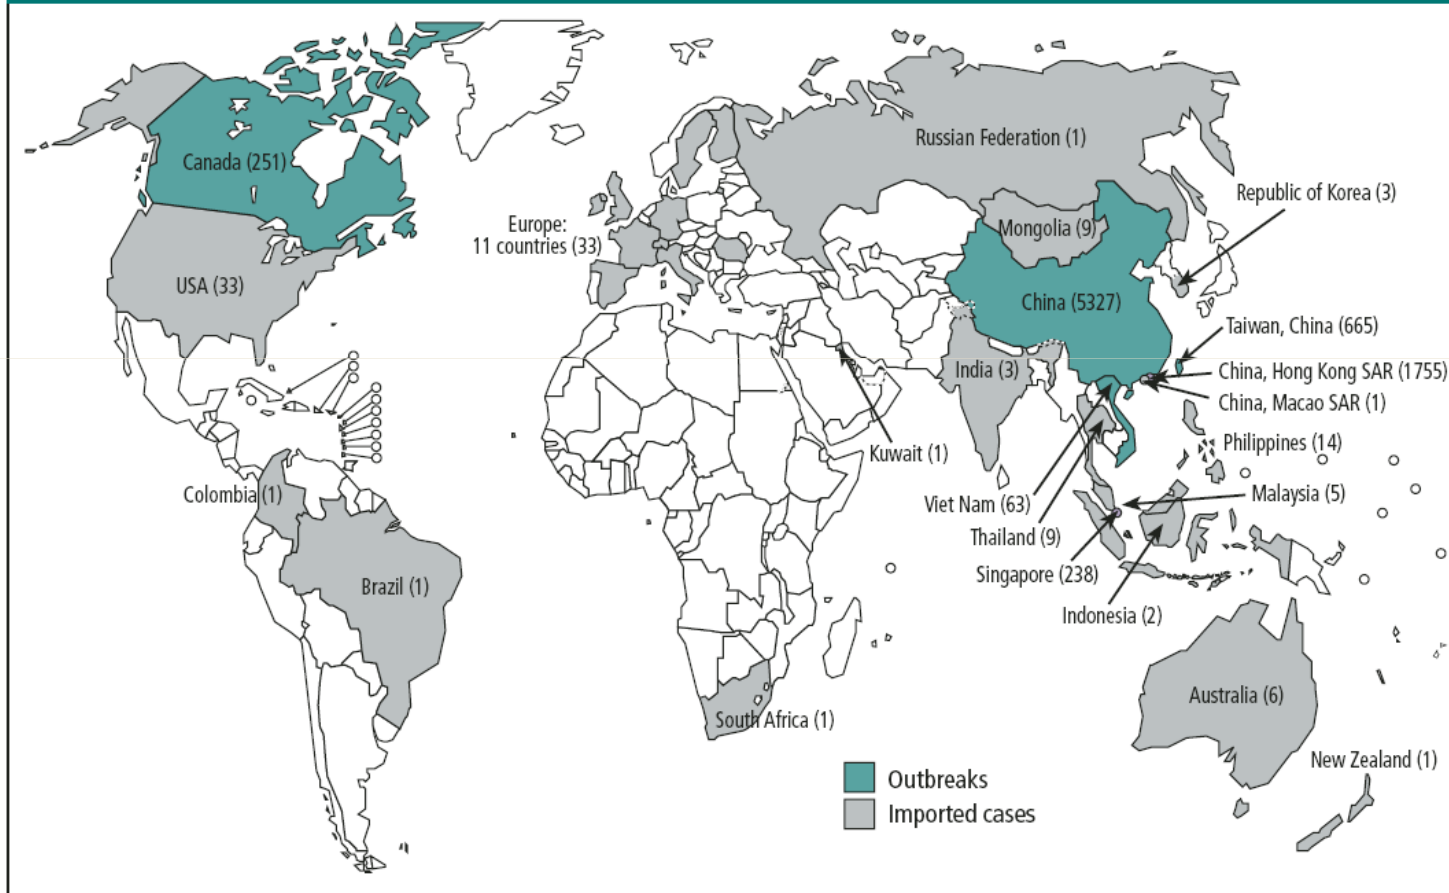 Canada (251)
Russian Federation (1)
Republic of Korea (3)
Europe:
11 countries (33)
Mongolia (9)
USA (33)
China (5327)
Taiwan, China (665)
India (3)
China, Hong Kong SAR (1755)
China, Macao SAR (1)
Kuwait (1)
Philippines (14)
Colombia (1)
Viet Nam (63)
Malaysia (5)
Thailand (9)
Singapore (238)
Brazil (1)
Indonesia (2)
Australia (6)
South Africa (1)
New Zealand (1)
Outbreaks
Imported cases